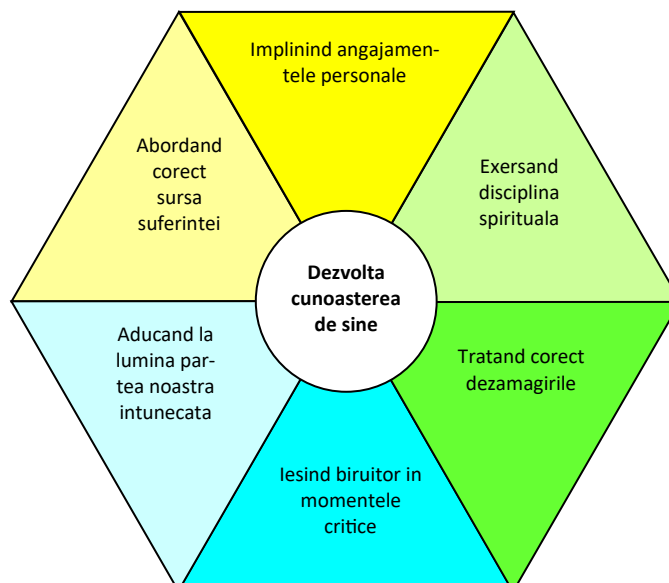 Implinind angajamen-
tele personale
Abordand
corect
sursa
suferintei
Exersand
disciplina
spirituala
Dezvolta
cunoasterea
de sine
Aducand la
lumina par-
tea noastra
intunecata
Tratand corect
dezamagirile
Iesind biruitor in
momentele
critice